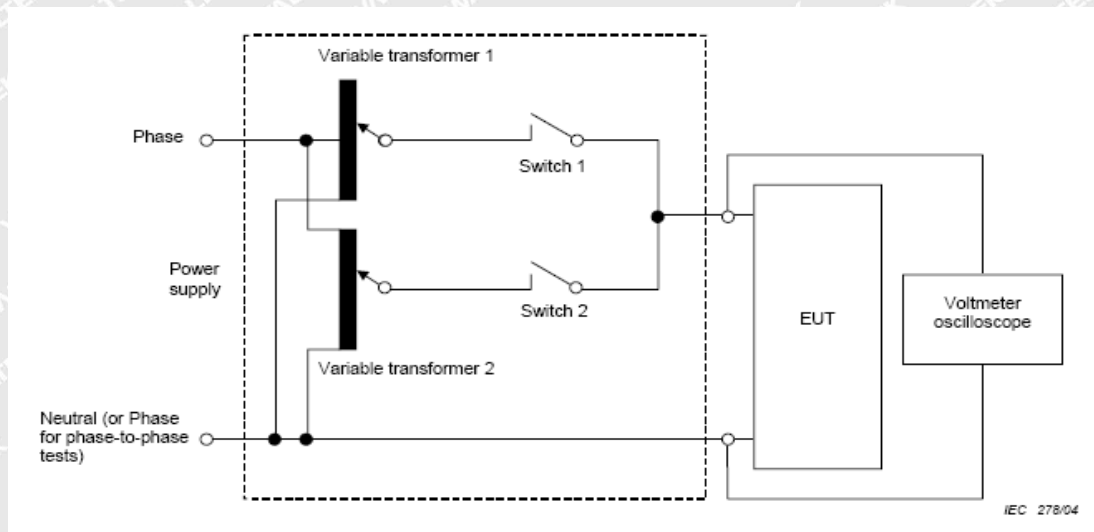 Variable transformer 1
Phase
Switch 1
Power
supply
Switch 2
EUT
Voltmeter
oscilloscope
Variable transformer 2
Neutral (or Phase
for phase-to-phase
tests)
IEC 278/04